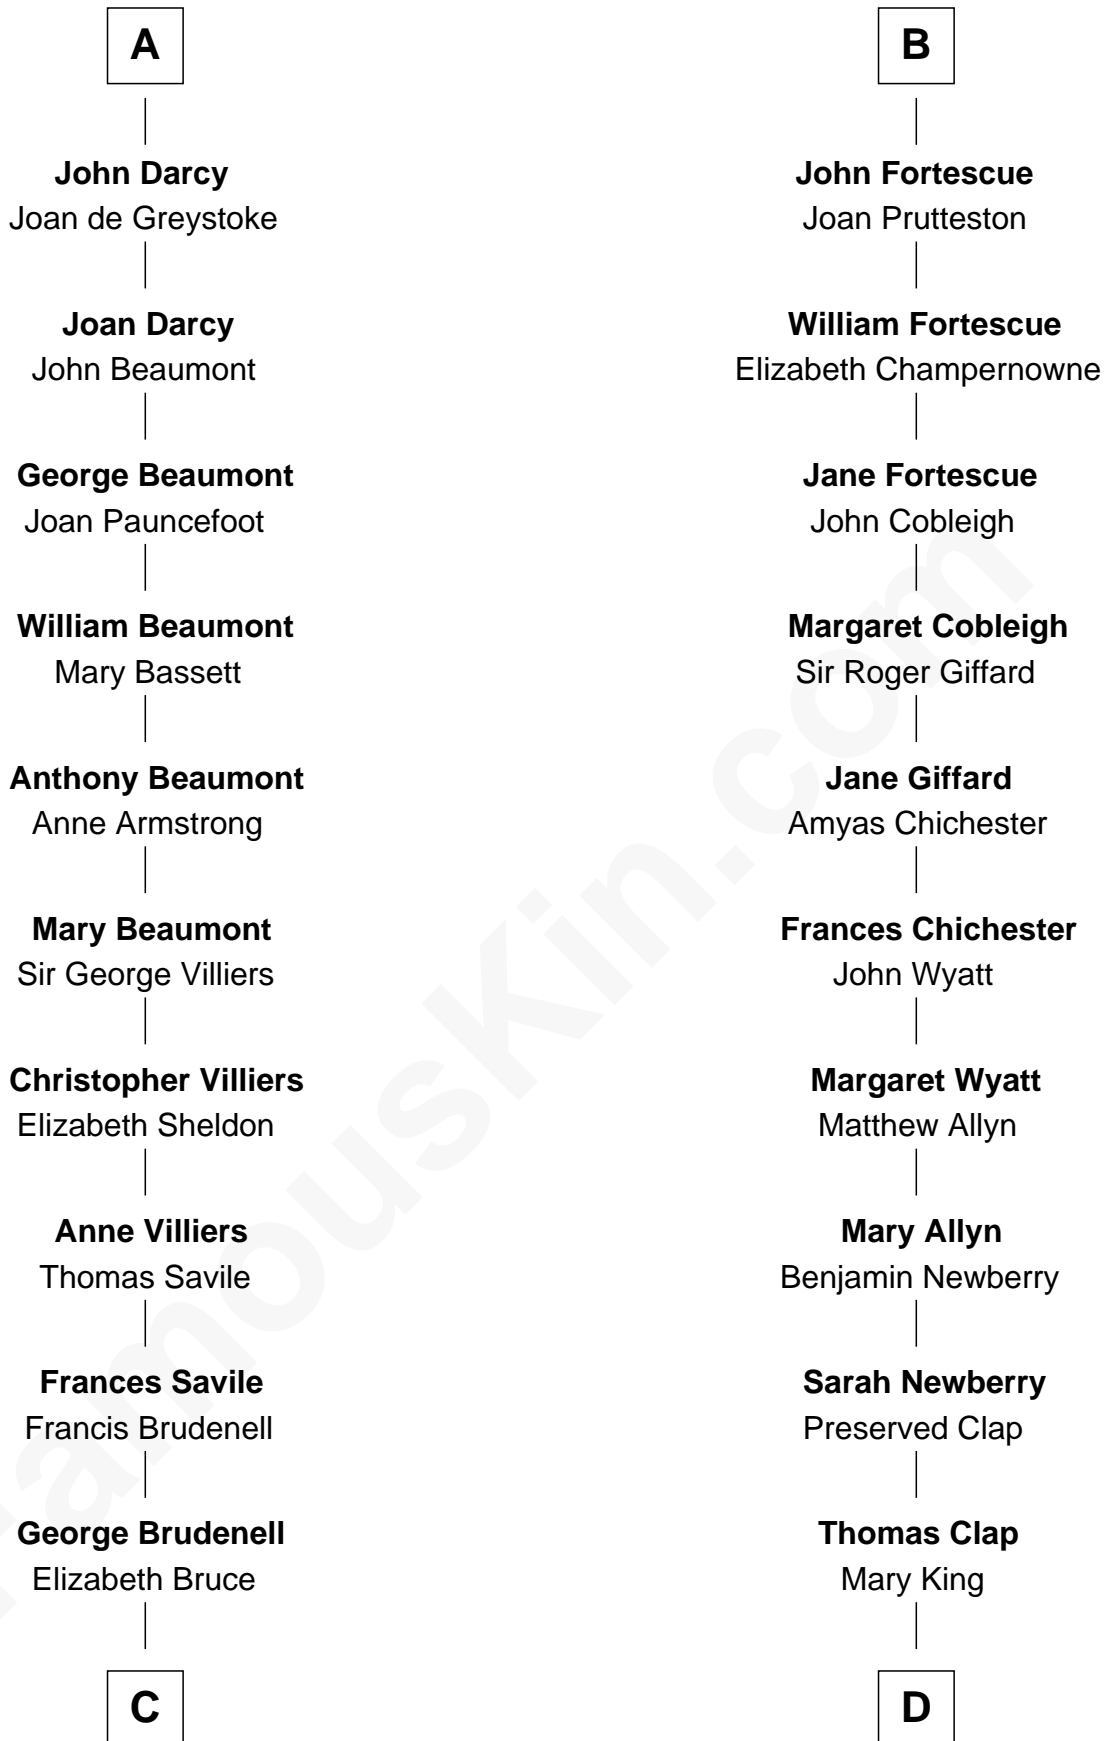 A
John Darcy
Joan de Greystoke
Joan Darcy
John Beaumont
George Beaumont
Joan Pauncefoot
William Beaumont
Mary Bassett
Anthony Beaumont
Anne Armstrong
Mary Beaumont
Sir George Villiers
Christopher Villiers
Elizabeth Sheldon
Anne Villiers
Thomas Savile
Frances Savile
Francis Brudenell
George Brudenell
Elizabeth Bruce
C
B
John Fortescue
Joan Prutteston
William Fortescue
Elizabeth Champernowne
Jane Fortescue
John Cobleigh
Margaret Cobleigh
Sir Roger Giffard
Jane Giffard
Amyas Chichester
Frances Chichester
John Wyatt
Margaret Wyatt
Matthew Allyn
Mary Allyn
Benjamin Newberry
Sarah Newberry
Preserved Clap
Thomas Clap
Mary King
D
FamousKin.com